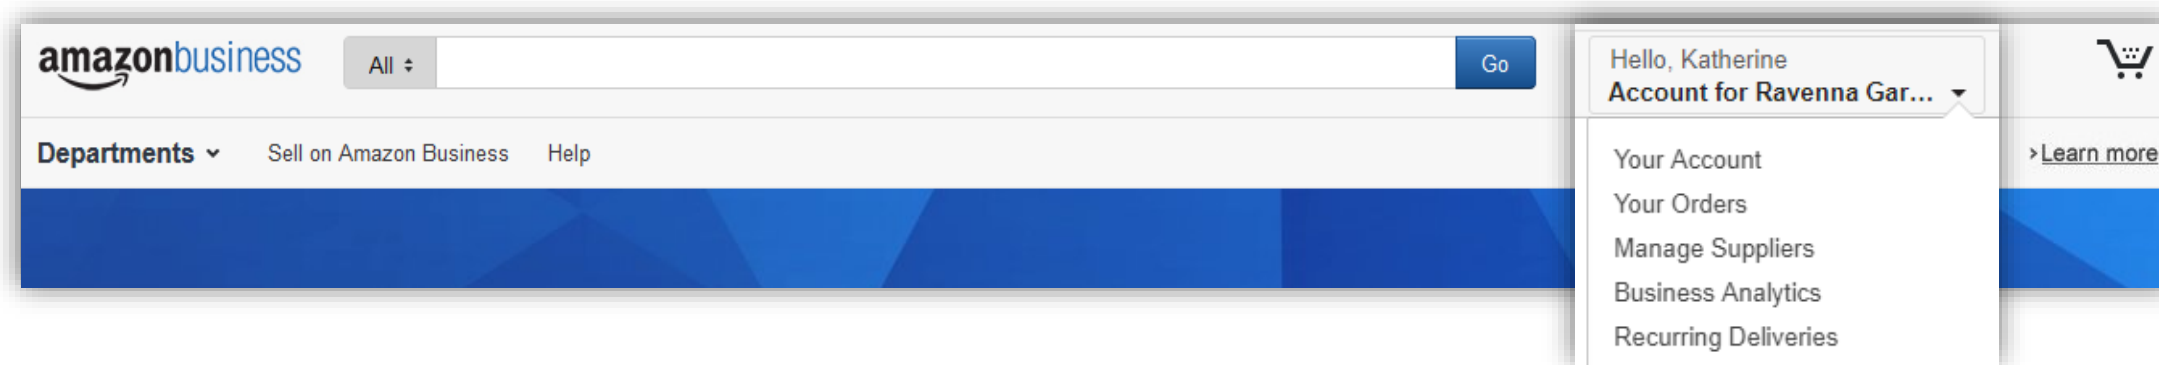 amazonbusiness
All
Go
Hello, Katherine
Account for Ravenna Gar...
Departments
Sell on Amazon Business
Help
>Learn more
Your Account
Your Orders
Manage Suppliers
Business Analytics
Recurring Deliveries